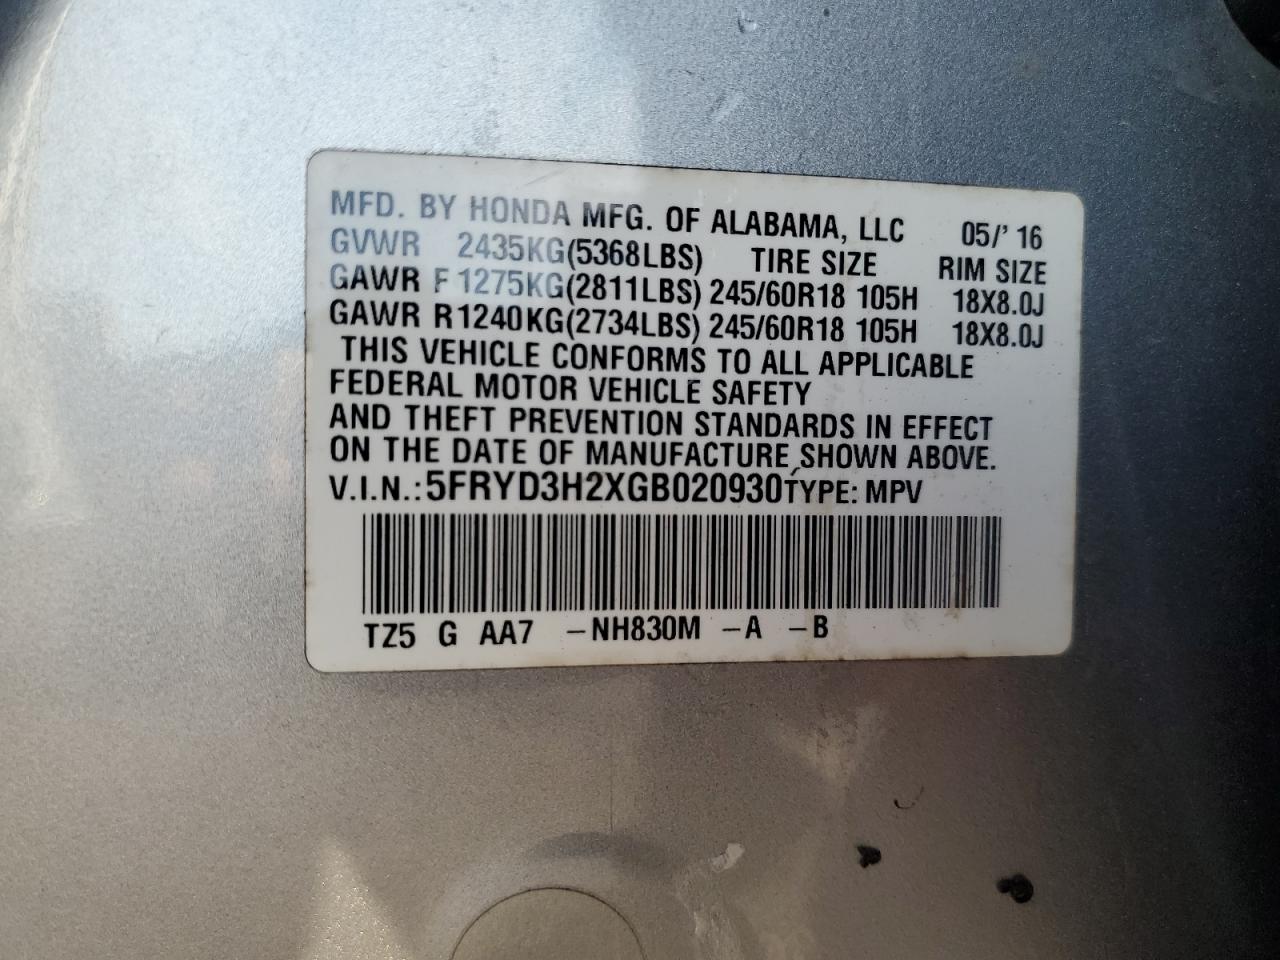 MFD. BY HONDA MFG. OF ALABAMA, LLC 05/' 16
GVWR 2435KG(5368LBS) TIRE SIZE RIM SIZE
GAWR F 1275KG(2811LBS) 245/60R18 105H 18X8.0J
GAWR R1240KG(2734LBS) 245/60R18 105H 18X8.0J
THIS VEHICLE CONFORMS TO ALL APPLICABLE
FEDERAL MOTOR VEHICLE SAFETY
AND THEFT PREVENTION STANDARDS IN EFFECT
ON THE DATE OF MANUFACTURE SHOWN ABOVE.
V.I.N.:5FRYD3H2XGB020930 TYPE: MPV
TZ5 G AA7 -NH830M -A -B